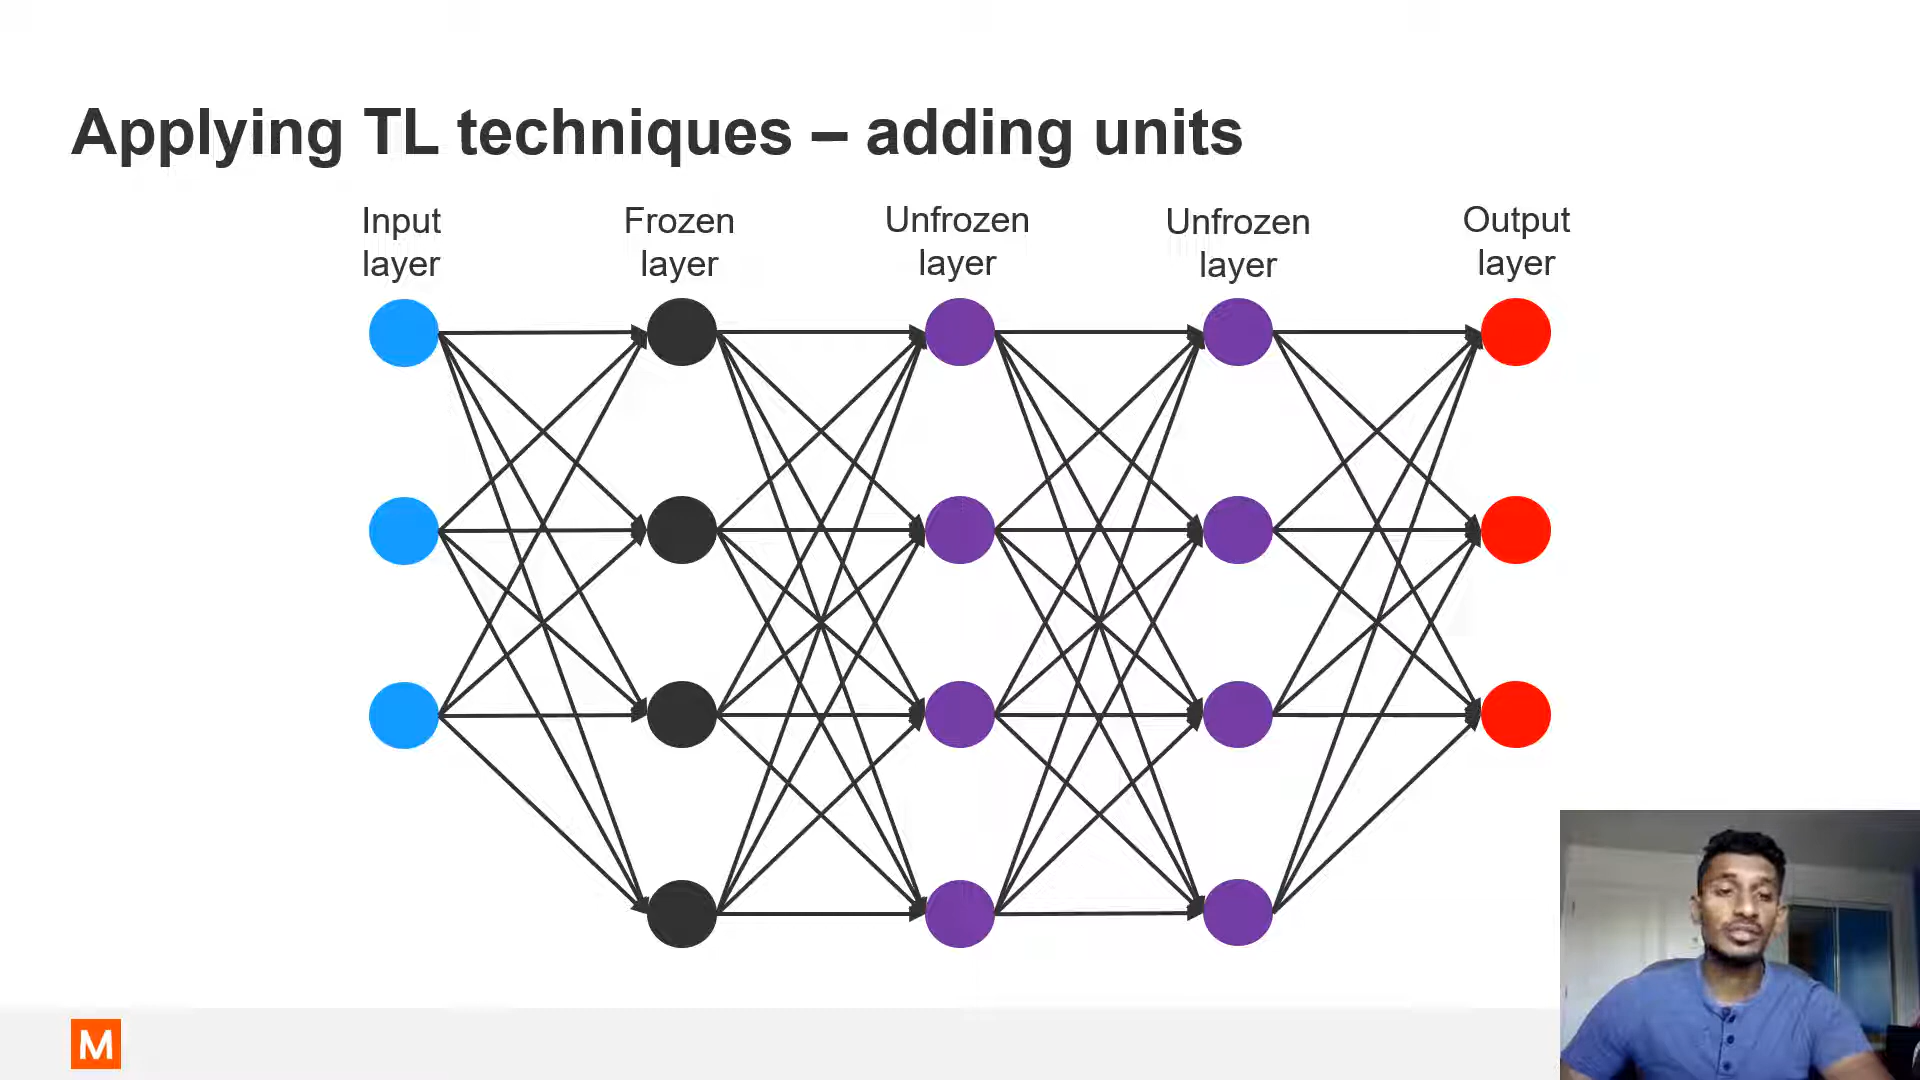 Applying TL techniques – adding units
Input
layer
Frozen
layer
Unfrozen
layer
Unfrozen
layer
Output
layer
M